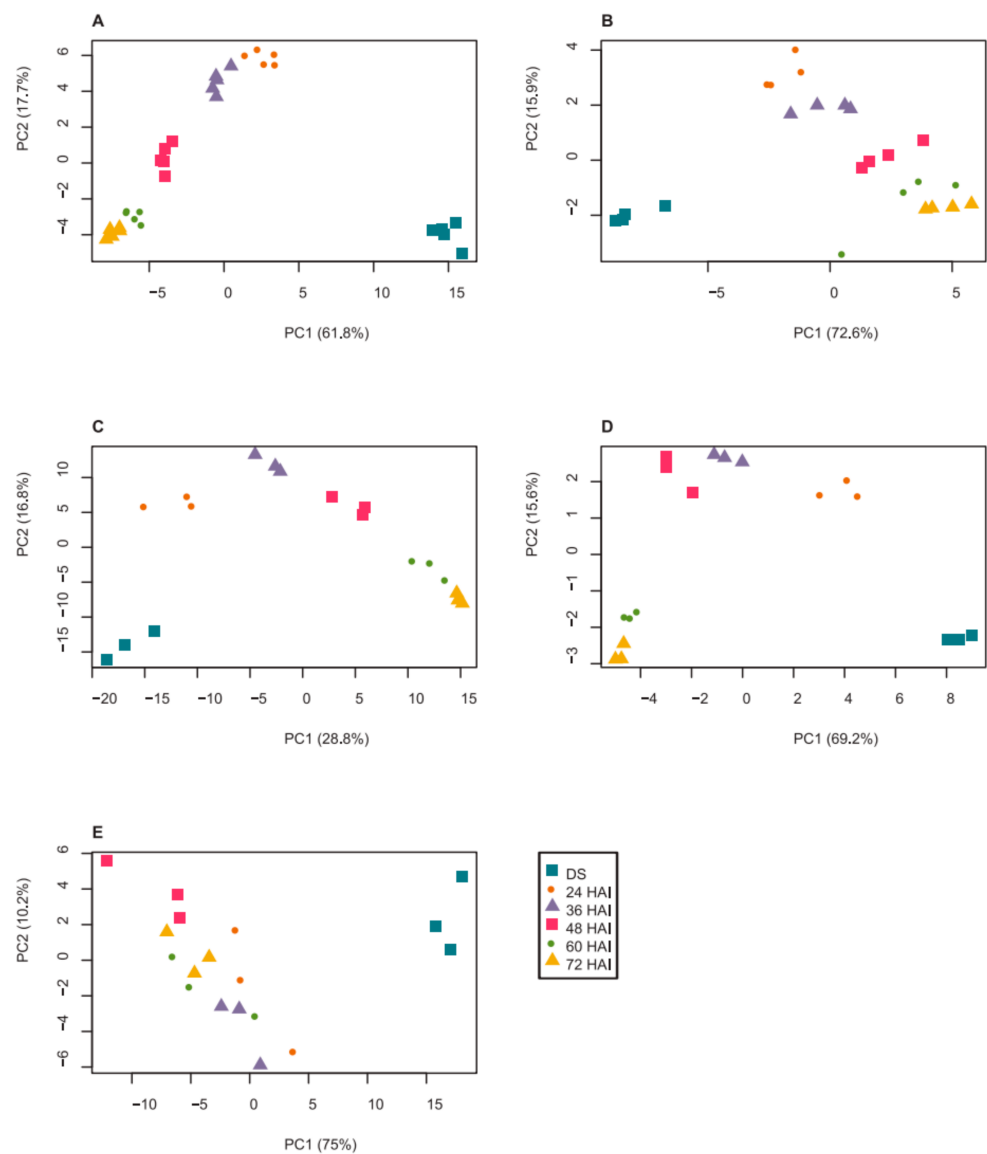 A
6
4
2
0
−2
−4
PC2 (17.7%)
−5
0
5
10
15
PC1 (61.8%)
B
4
2
0
−2
PC2 (15.9%)
−5
0
5
PC1 (72.6%)
C
10
5
0
−5
−10
−15
PC2 (16.8%)
−20
−15
−10
−5
0
5
10
15
PC1 (28.8%)
D
2
1
0
−1
−2
−3
PC2 (15.6%)
−4
−2
0
2
4
6
8
PC1 (69.2%)
E
6
4
2
0
−2
−4
−6
PC2 (10.2%)
−10
−5
0
5
10
15
PC1 (75%)
DS
24 HAI
36 HAI
48 HAI
60 HAI
72 HAI